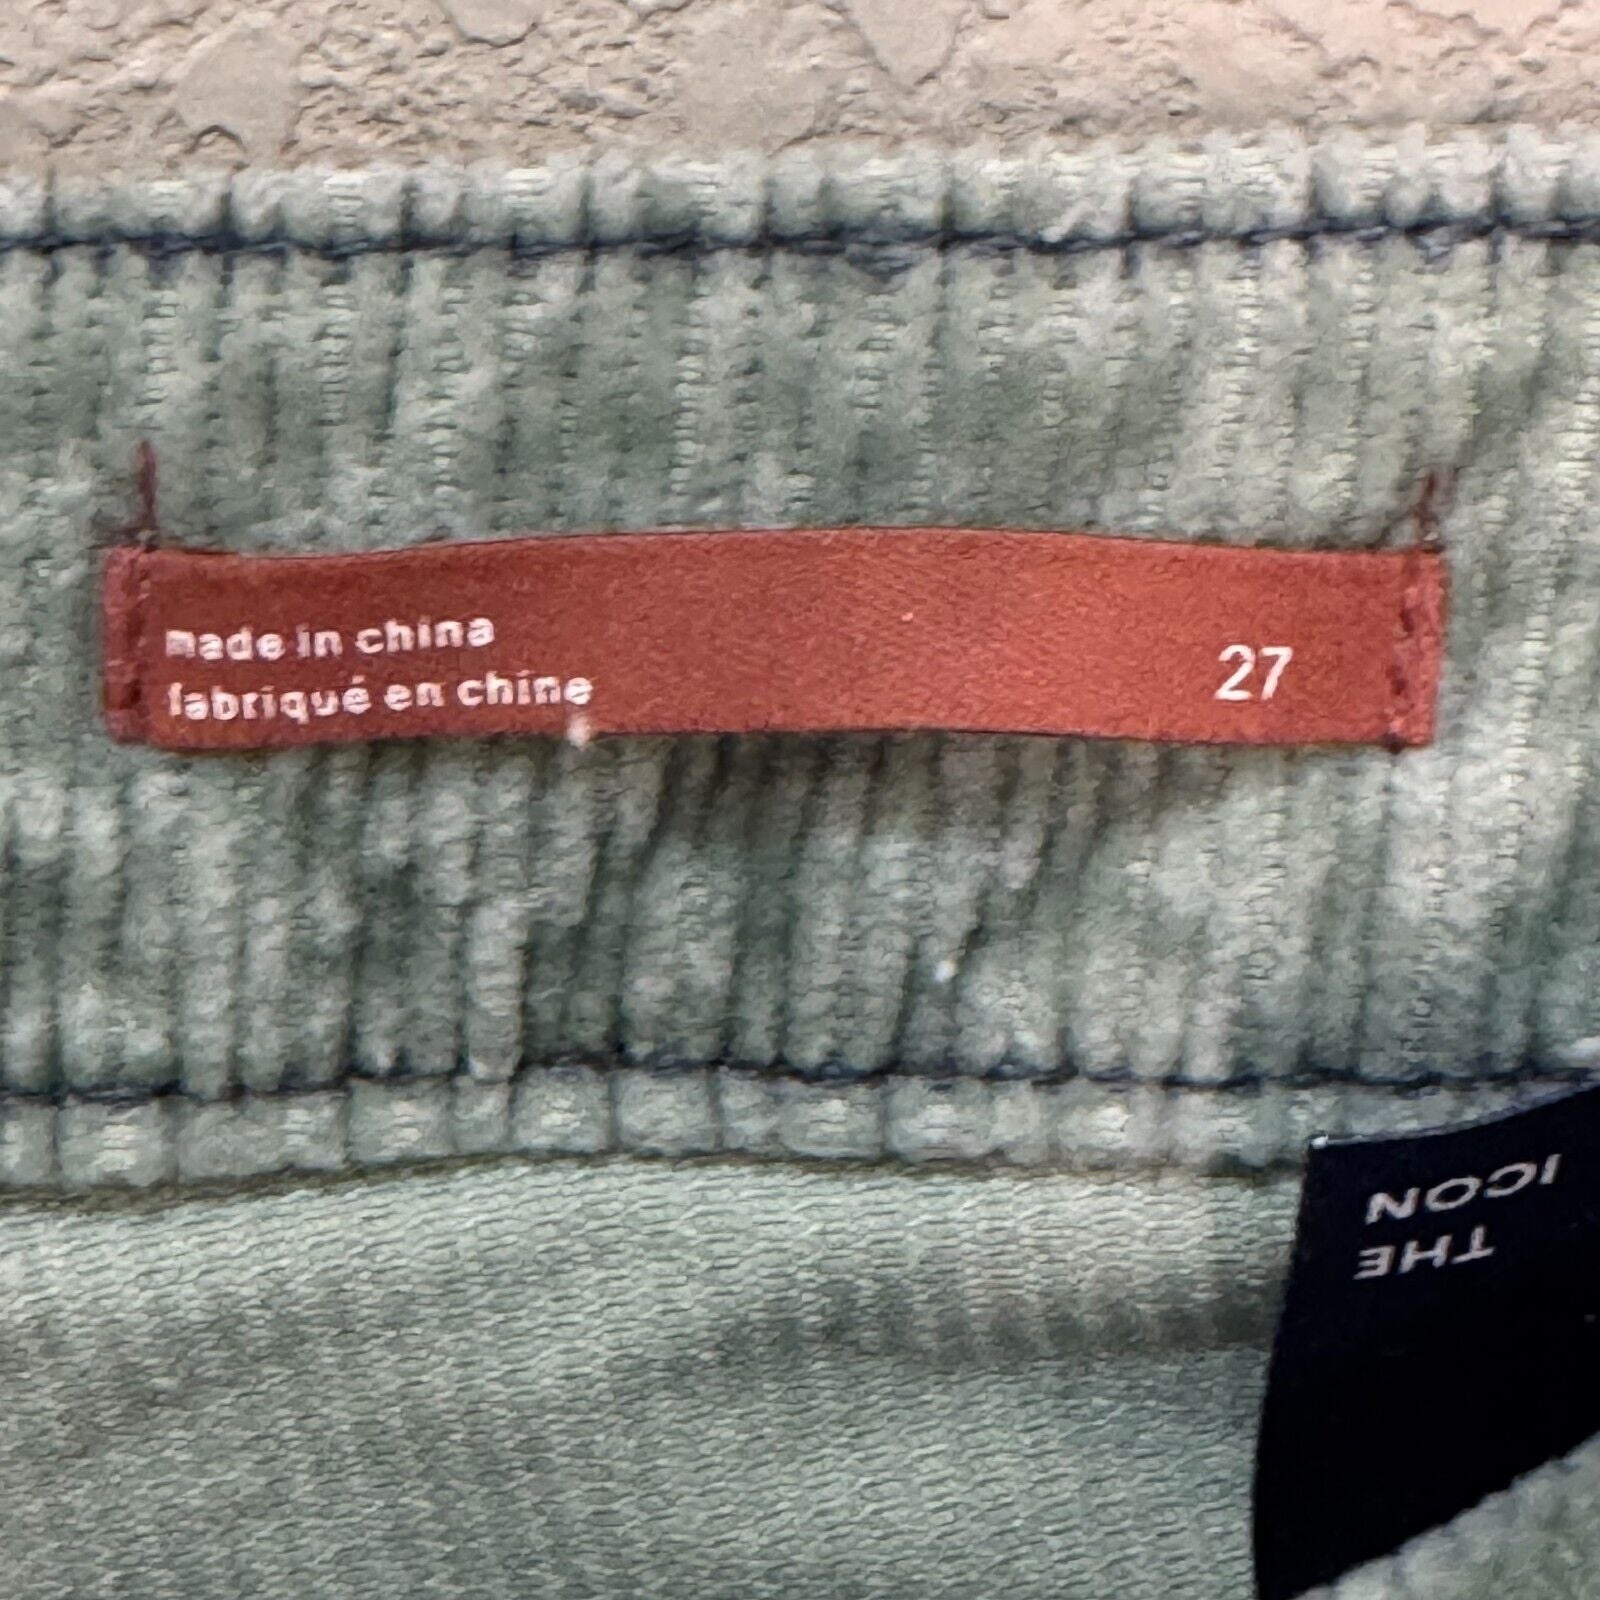 made in china
fabriqué en chine
27
THE
ICON